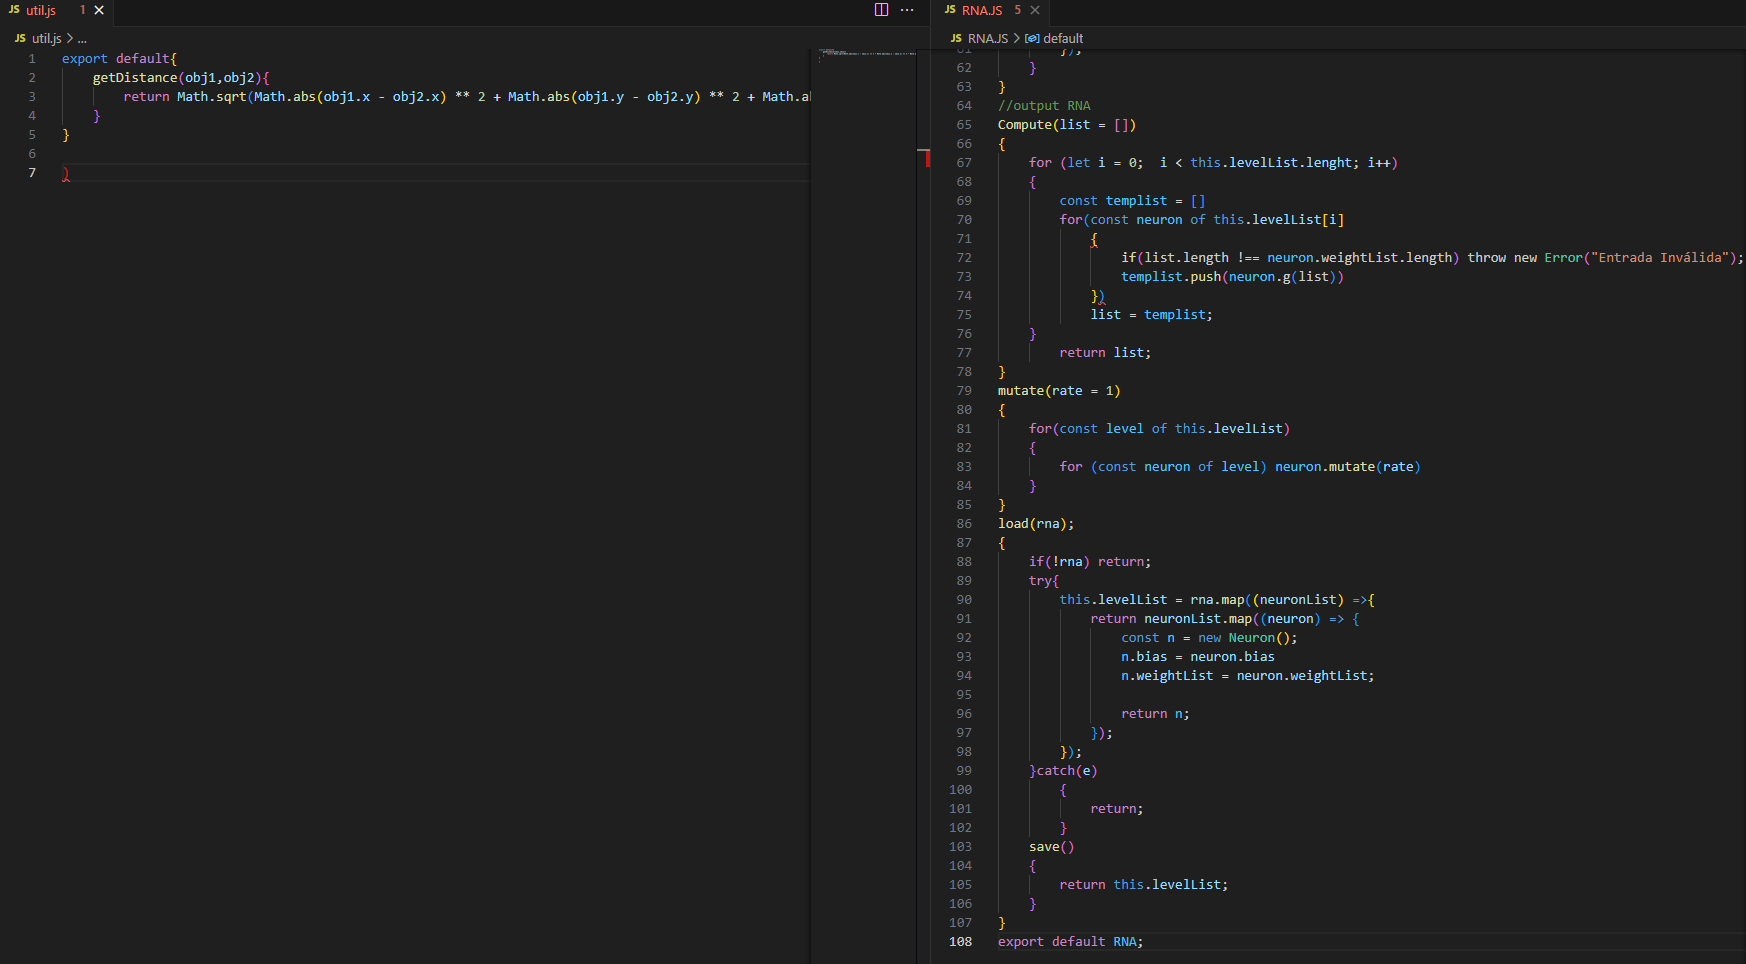 JS util.js 1 ×
JS util.js > ...
1 export default{
2 getDistance(obj1,obj2){
3 return Math.sqrt(Math.abs(obj1.x - obj2.x) ** 2 + Math.abs(obj1.y - obj2.y) ** 2 + Math.a
4 }
5 }
6
7 )
JS RNA.JS 5 ×
JS RNA.JS > default
61 });
62 }
63 }
64 //output RNA
65 Compute(list = [])
66 {
67 for (let i = 0;  i < this.levelList.lenght; i++)
68 {
69 const templist = []
70 for(const neuron of this.levelList[i]
71 {
72 if(list.length !== neuron.weightList.length) throw new Error("Entrada Inválida");
73 templist.push(neuron.g(list))
74 })
75 list = templist;
76 }
77 return list;
78 }
79 mutate(rate = 1)
80 {
81 for(const level of this.levelList)
82 {
83 for (const neuron of level) neuron.mutate(rate)
84 }
85 }
86 load(rna);
87 {
88 if(!rna) return;
89 try{
90 this.levelList = rna.map((neuronList) =>{
91 return neuronList.map((neuron) => {
92 const n = new Neuron();
93 n.bias = neuron.bias
94 n.weightList = neuron.weightList;
95
96 return n;
97 });
98 });
99 }catch(e)
100 {
101 return;
102 }
103 save()
104 {
105 return this.levelList;
106 }
107 }
108 export default RNA;